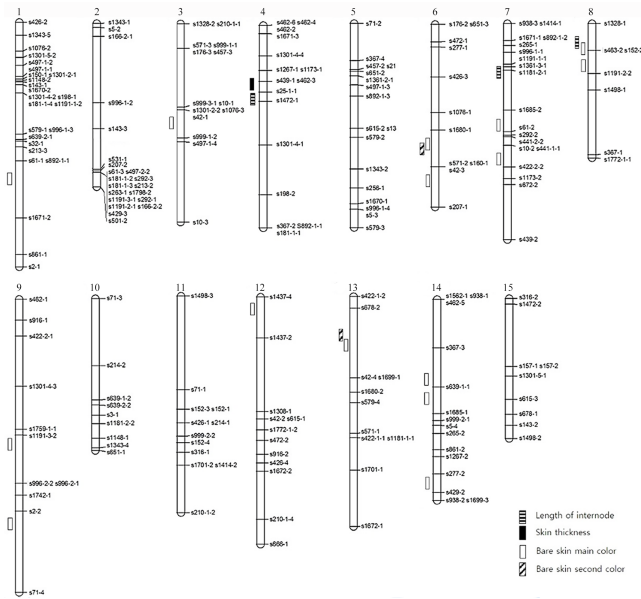 1
s426-2
s1343-5
s1076-2
s1301-5-2
s1497-2
s497-1-1
s160-1 s1301-2-1
s1148-2
s143-1
s1670-2
s1301-4-2 s198-1
s181-1-4 s1191-1-2
s579-1 s996-1-3
s639-2-1
s32-1
s213-3
s61-1 s892-1-1
s1671-2
s861-1
s2-1
2
s1343-1
s5-2
s166-2-1
s996-1-2
s143-3
s531-1
s207-2
s61-3 s497-2-2
s181-1-2 s292-3
s181-1-3 s213-2
s263-1 s1798-2
s1191-3-1 s292-1
s1191-2-1 s166-2-2
s429-3
s501-2
3
s1328-2 s210-1-1
s571-3 s999-1-1
s176-3 s457-3
s999-3-1 s10-1
s1301-2-2 s1076-3
s42-1
s999-1-2
s1497-1-4
s10-3
4
s462-6 s462-4
s462-2
s1671-3
s1301-4-4
s1267-1 s1173-1
s439-1 s462-3
s25-1-1
s1472-1
s1301-4-1
s198-2
s367-2 S892-1-1
s181-1-1
5
s71-2
s367-4
s457-2 s21
s651-2
s1361-2-1
s497-1-3
s892-1-3
s615-2 s13
s579-2
s1343-2
s256-1
s1670-1
s996-1-4
s5-3
s579-3
6
s176-2 s651-3
s472-1
s277-1
s426-3
s1076-1
s1680-1
s571-2 s160-1
s42-3
s207-1
7
s938-3 s1414-1
s1671-1 s892-1-2
s265-1
s996-1-1
s1191-1-1
s1361-3-1
s1181-2-1
s1685-2
s61-2
s292-2
s441-2-2
s10-2 s441-1-1
s422-2-2
s1173-2
s672-2
s439-2
8
s1328-1
s463-2 s152-2
s1191-2-2
s1498-1
s367-1
s1772-1-1
9
s462-1
s916-1
s422-2-1
s1301-4-3
s1759-1-1
s1191-3-2
s996-2-2 s996-2-1
s1742-1
s2-2
s71-4
10
s71-3
s214-2
s639-1-2
s639-2-2
s3-1
s1181-2-2
s1148-1
s1343-4
s651-1
11
s1498-3
s71-1
s152-3 s152-1
s426-1 s214-1
s999-2-2
s152-4
s316-1
s1701-2 s1414-2
s210-1-2
12
s1437-4
s1437-2
s1308-1
s42-2 s615-1
s1772-1-2
s472-2
s916-2
s426-4
s1672-2
s210-1-4
s666-1
13
s422-1-2
s678-2
s42-4 s1699-1
s1680-2
s579-4
s571-1
s422-1-1 s1181-1-1
s1701-1
s1672-1
14
s1562-1 s938-1
s462-5
s367-3
s639-1-1
s1685-1
s999-2-1
s5-4
s265-2
s861-2
s1267-2
s277-2
s429-2
s938-2 s1699-3
15
s316-2
s1472-2
s157-1 s157-2
s1301-5-1
s615-3
s678-1
s143-2
s1498-2
Length of internode
Skin thickness
Bare skin main color
Bare skin second color